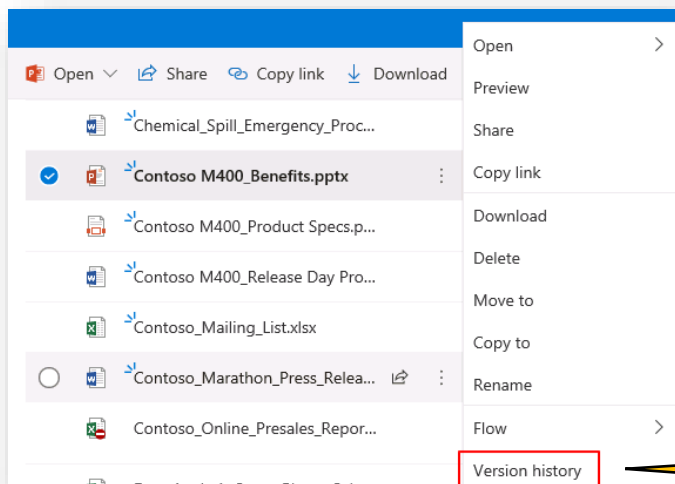 Open Share Copy link Download
Chemical_Spill_Emergency_Proc...
Contoso M400_Benefits.pptx
Contoso M400_Product Specs.p...
Contoso M400_Release Day Pro...
Contoso_Mailing_List.xlsx
Contoso_Marathon_Press_Relea...
Contoso_Online_Presales_Repor...
Open
Preview
Share
Copy link
Download
Delete
Move to
Copy to
Rename
Flow
Version history